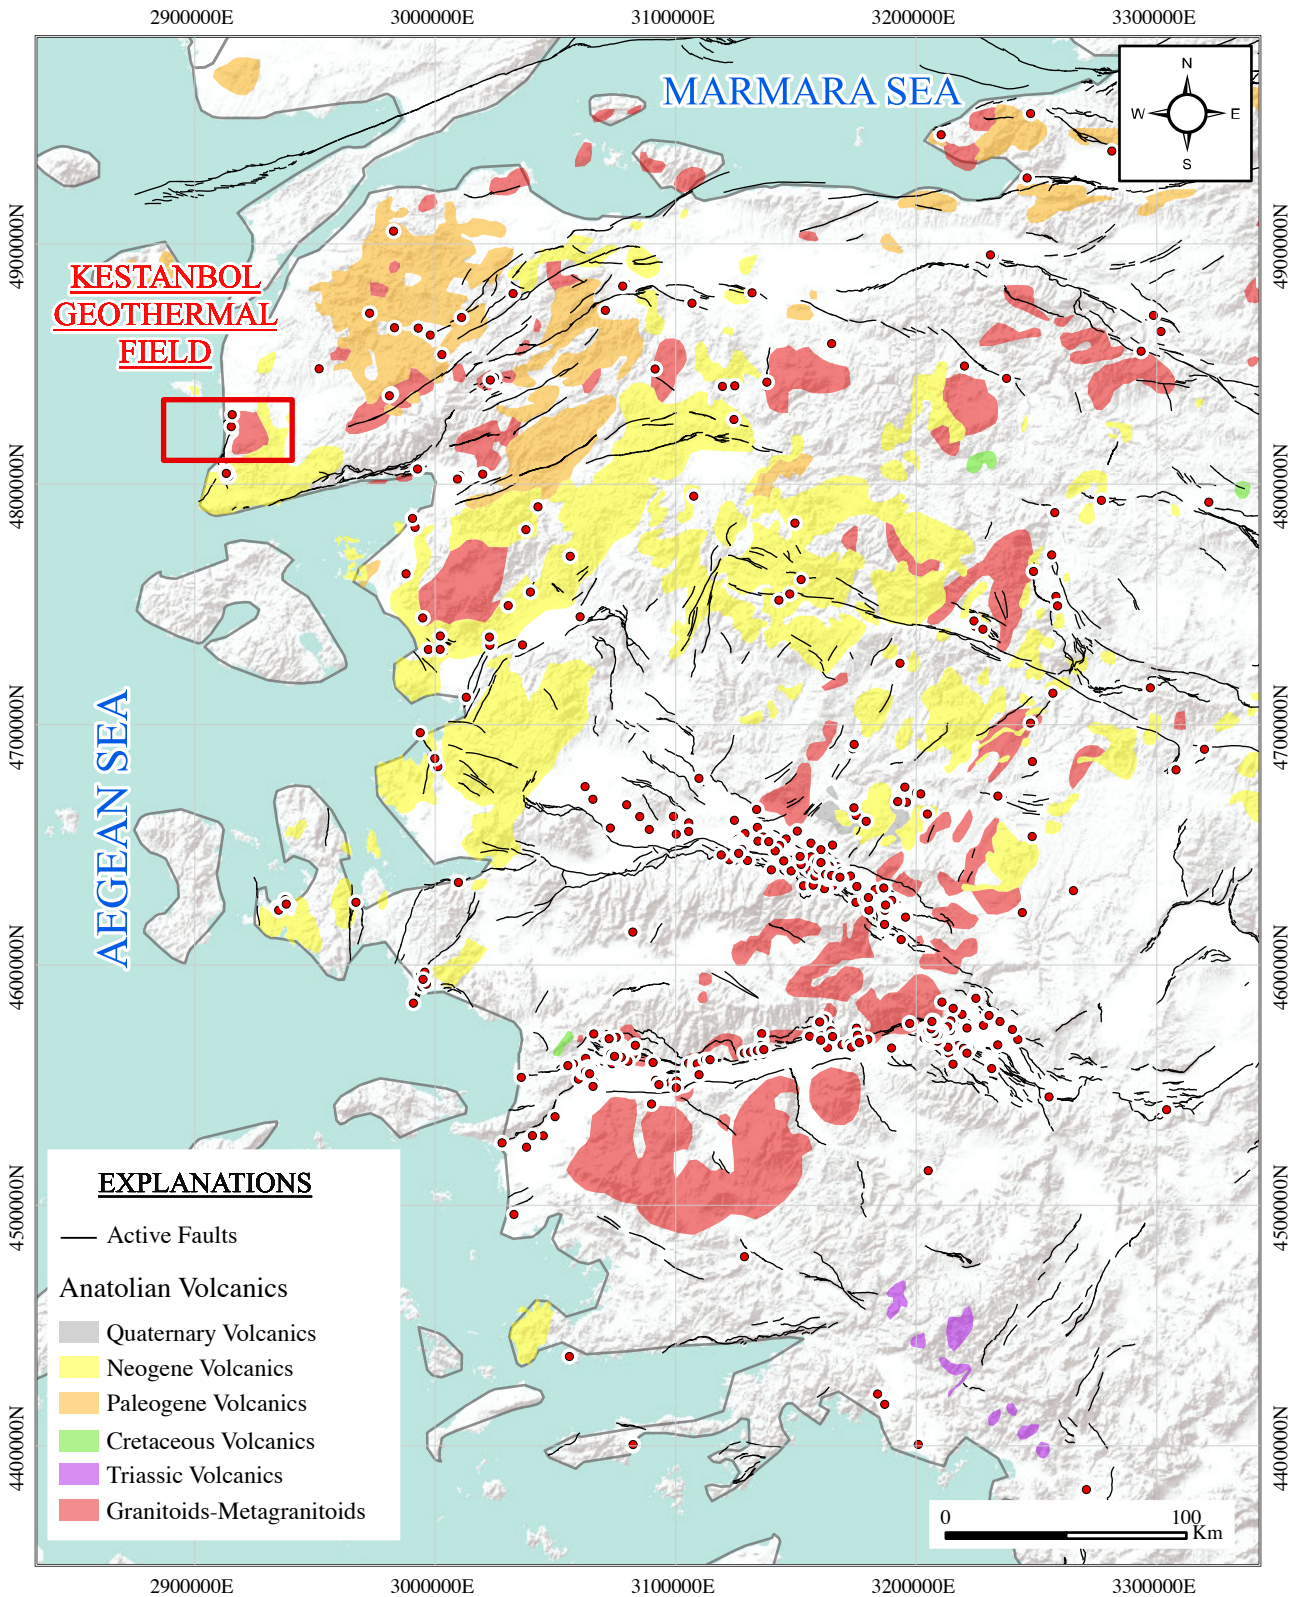 2900000E 3000000E 3100000E 3200000E 3300000E
MARMARA SEA
N
W E
S
4900000N 4900000N
KESTANBOL
GEOTHERMAL
FIELD
4800000N 4800000N
AEGEAN SEA
4700000N 4700000N
4600000N 4600000N
EXPLANATIONS
4500000N 4500000N
Active Faults
Anatolian Volcanics
Quaternary Volcanics
Neogene Volcanics
Paleogene Volcanics
Cretaceous Volcanics
4400000N 4400000N
Triassic Volcanics
Granitoids-Metagranitoids
0 100
Km
2900000E 3000000E 3100000E 3200000E 3300000E